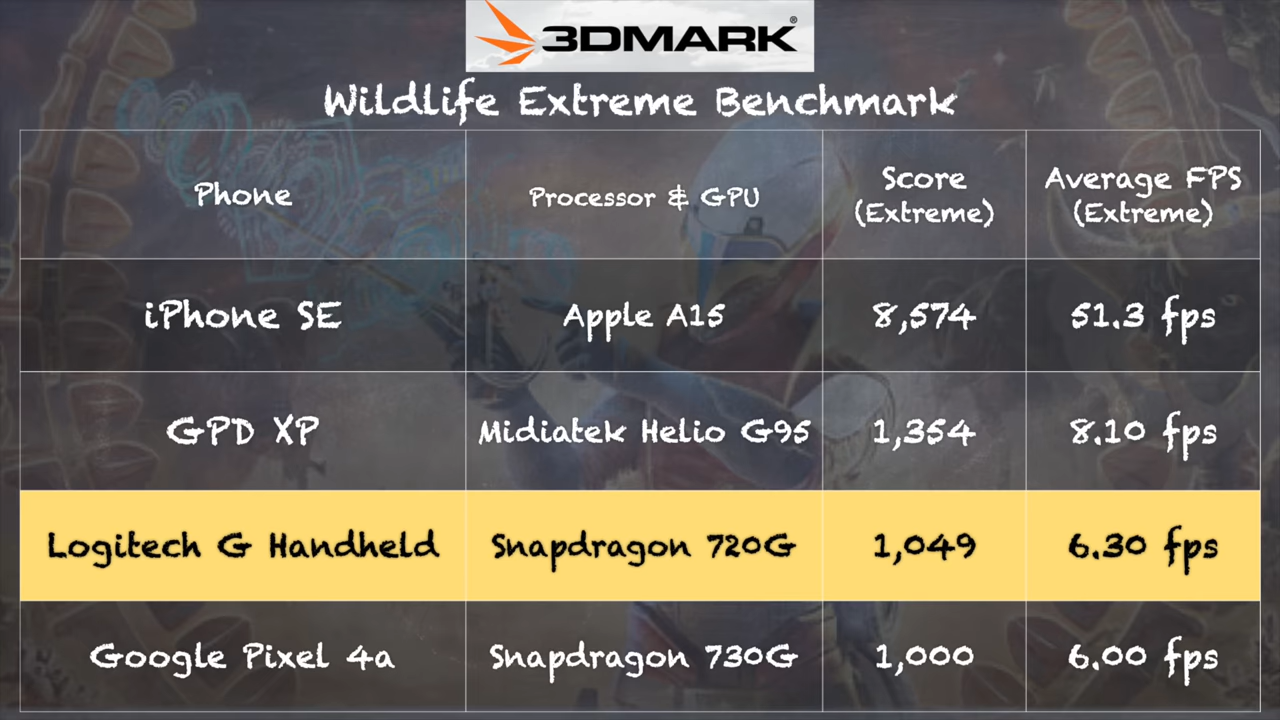 3DMARK®
Wildlife Extreme Benchmark
Phone Processor & GPU Score (Extreme) Average FPS (Extreme)
iPhone SE Apple A15 8,574 51.3 fps
GPD XP Midiatek Helio G95 1,354 8.10 fps
Logitech G Handheld Snapdragon 720G 1,049 6.30 fps
Google Pixel 4a Snapdragon 730G 1,000 6.00 fps